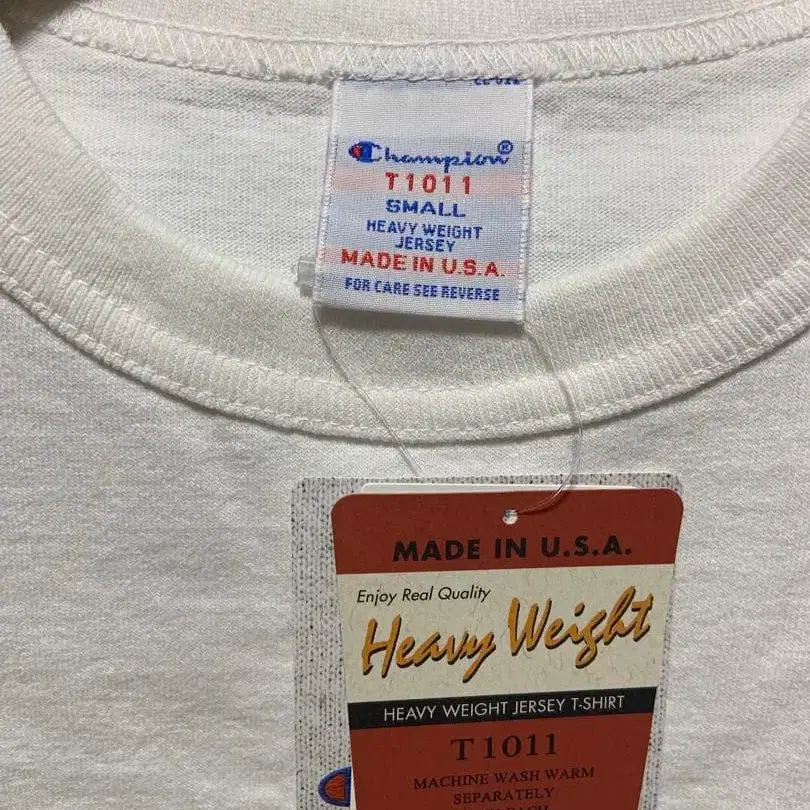 Champion®
T1011
SMALL
HEAVY WEIGHT
JERSEY
MADE IN U.S.A.
FOR CARE SEE REVERSE
MADE IN U.S.A.
Enjoy Real Quality
Heavy Weight
HEAVY WEIGHT JERSEY T-SHIRT
T1011
MACHINE WASH WARM
SEPARATELY